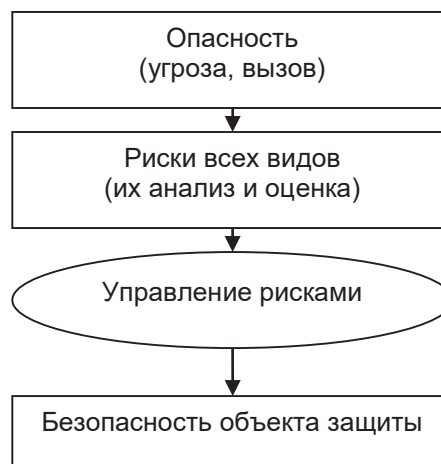 Опасность
(угроза, вызов)
Риски всех видов
(их анализ и оценка)
Управление рисками
Безопасность объекта защиты